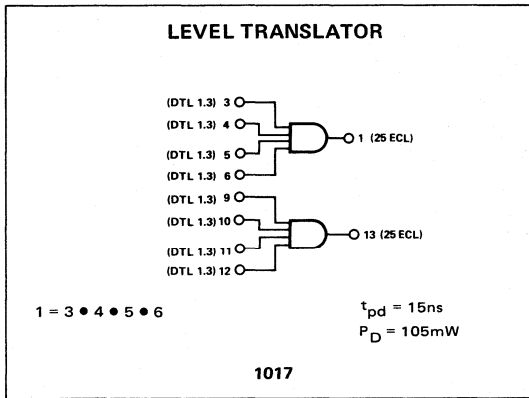 LEVEL TRANSLATOR
(DTL 1.3) 3
(DTL 1.3) 4
(DTL 1.3) 5
(DTL 1.3) 6
1 (25 ECL)
(DTL 1.3) 9
(DTL 1.3) 10
(DTL 1.3) 11
(DTL 1.3) 12
13 (25 ECL)
1 = 3 ● 4 ● 5 ● 6
tpd = 15ns
PD = 105mW
1017